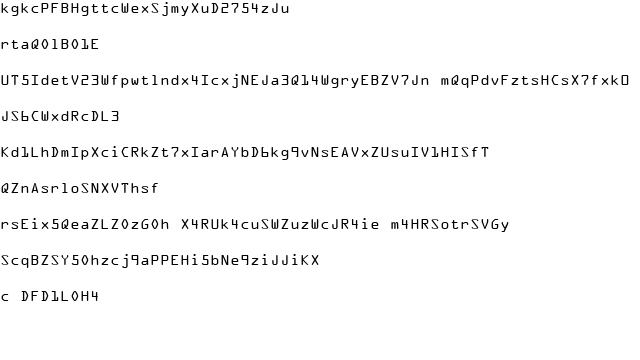 kgkcPFBHgttcWexSjmyXuD2754zJu
rtaQ01B01E
UT5IdetV23Wfpwtlndx4IcxjNEJa3Q14WgryEBZV7Jn mQqPdvFztsHCsX7fxk0
JS6CWxdRcDL3
Kd1LhDmIpXciCRkZt7xIarAYbD6kg9vNsEAVxZUsuIV1HISfT
QZnAsrloSNXVThsf
rsEix5QeaZLZ0zG0h X4RUk4cuSWZuzWcJR4ie m4HRSotrSVGy
ScqBZSY50hzcj9aPPEHi5bNe9ziJJiKX
c DFD1L0H4